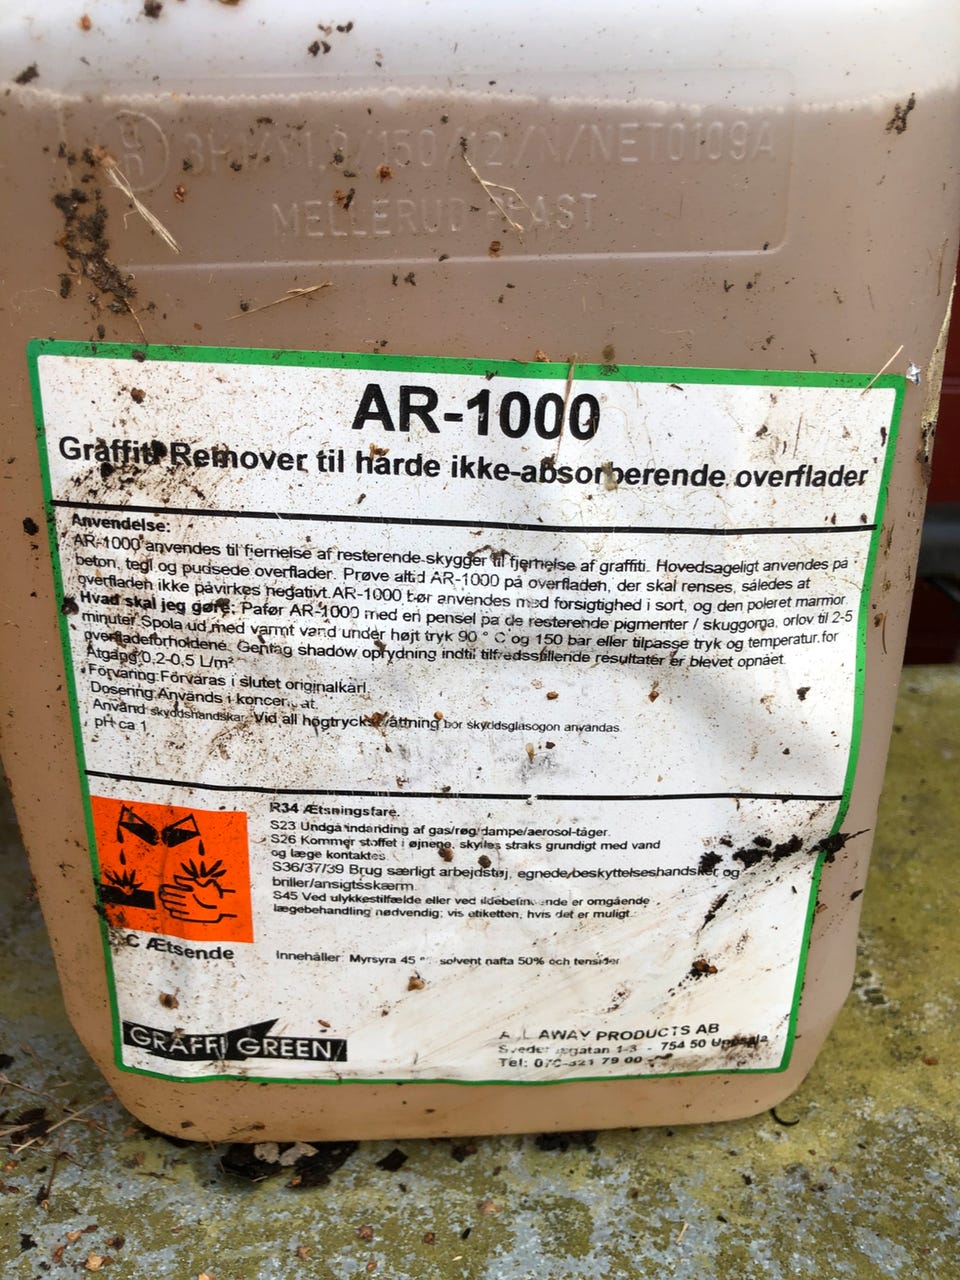 /150/ /NET0109A
MELLERUD PLAST
AR-1000
Graffiti Remover til hårde ikke-absorberende overflader
Anvendelse:
AR-1000 anvendes til fjernelse af resterende skygger til fjernelse af graffiti. Hovedsageligt anvendes på
beton, tegl og pudsede overflader. Prøve altid AR-1000 på overfladen, der skal renses, således at
overfladen ikke påvirkes negativt. AR-1000 bør anvendes med forsigtighed i sort, og den poleret marmor.
Hvad skal jeg gøre: Pafør AR-1000 med en pensel på de resterende pigmenter / skuggorna, orlov til 2-5
minuter Spola ud med varmt vand under højt tryk 90 ° C og 150 bar eller tilpasse tryk og temperatur for
overfladeforholdene. Gentag shadow oprydning indtil tilfredsstillende resultater er blevet opnået.
Åtgång 0,2-0,5 L/m²
Förvaring: Förvaras i slutet originalkärl.
Dosering: Används i koncentrat.
Använd skyddshandskar. Vid all högtryckstvättning bör skyddsglasögon användas.
pH ca 1
R34 Ætsningsfare.
S23 Undgå indånding af gas/røg/dampe/aerosol-tåger.
S26 Kommer stoffet i øjnene, skylles straks grundigt med vand
og læge kontaktes.
S36/37/39 Brug særligt arbejdstøj, egnede beskyttelseshandsker og
briller/ansigtsskærm.
S45 Ved ulykkestilfælde eller ved ildebefindende er omgående
lægebehandling nødvendig; vis etiketten, hvis det er muligt.
C Ætsende
Innehåller: Myrsyra 45 solvent nafta 50% och tensider
GRAFFI GREEN
AWAY PRODUCTS AB
1-3 - 754 50 Uppsala
Tel: 79 00